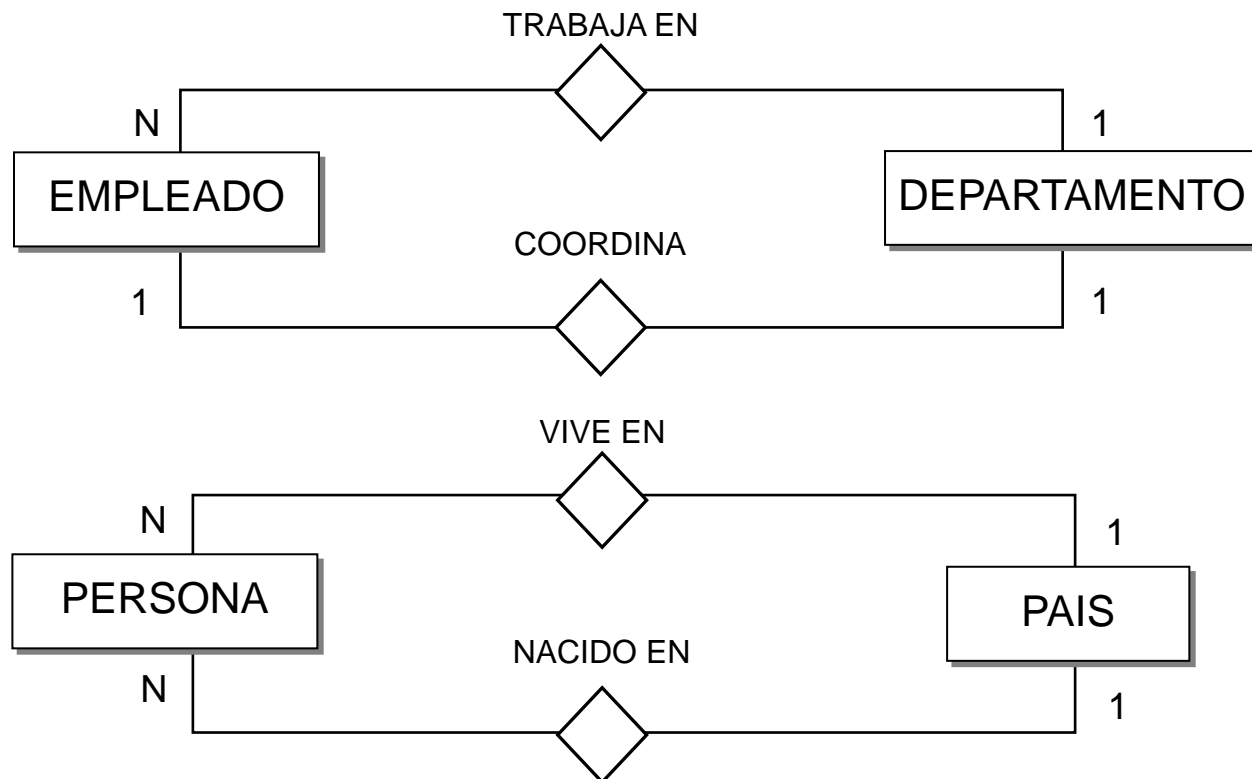 TRABAJA EN
N
1
EMPLEADO
DEPARTAMENTO
COORDINA
1
1
VIVE EN
N
1
PERSONA
PAIS
NACIDO EN
N
1